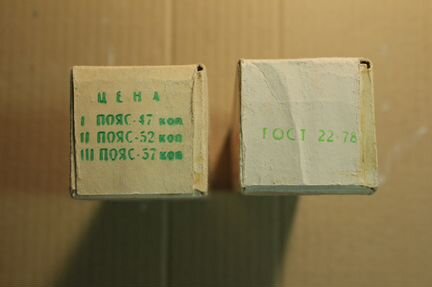 ЦЕНА
I ПОЯС-47 коп
II ПОЯС-52 коп
III ПОЯС-57 коп
ГОСТ 22-78